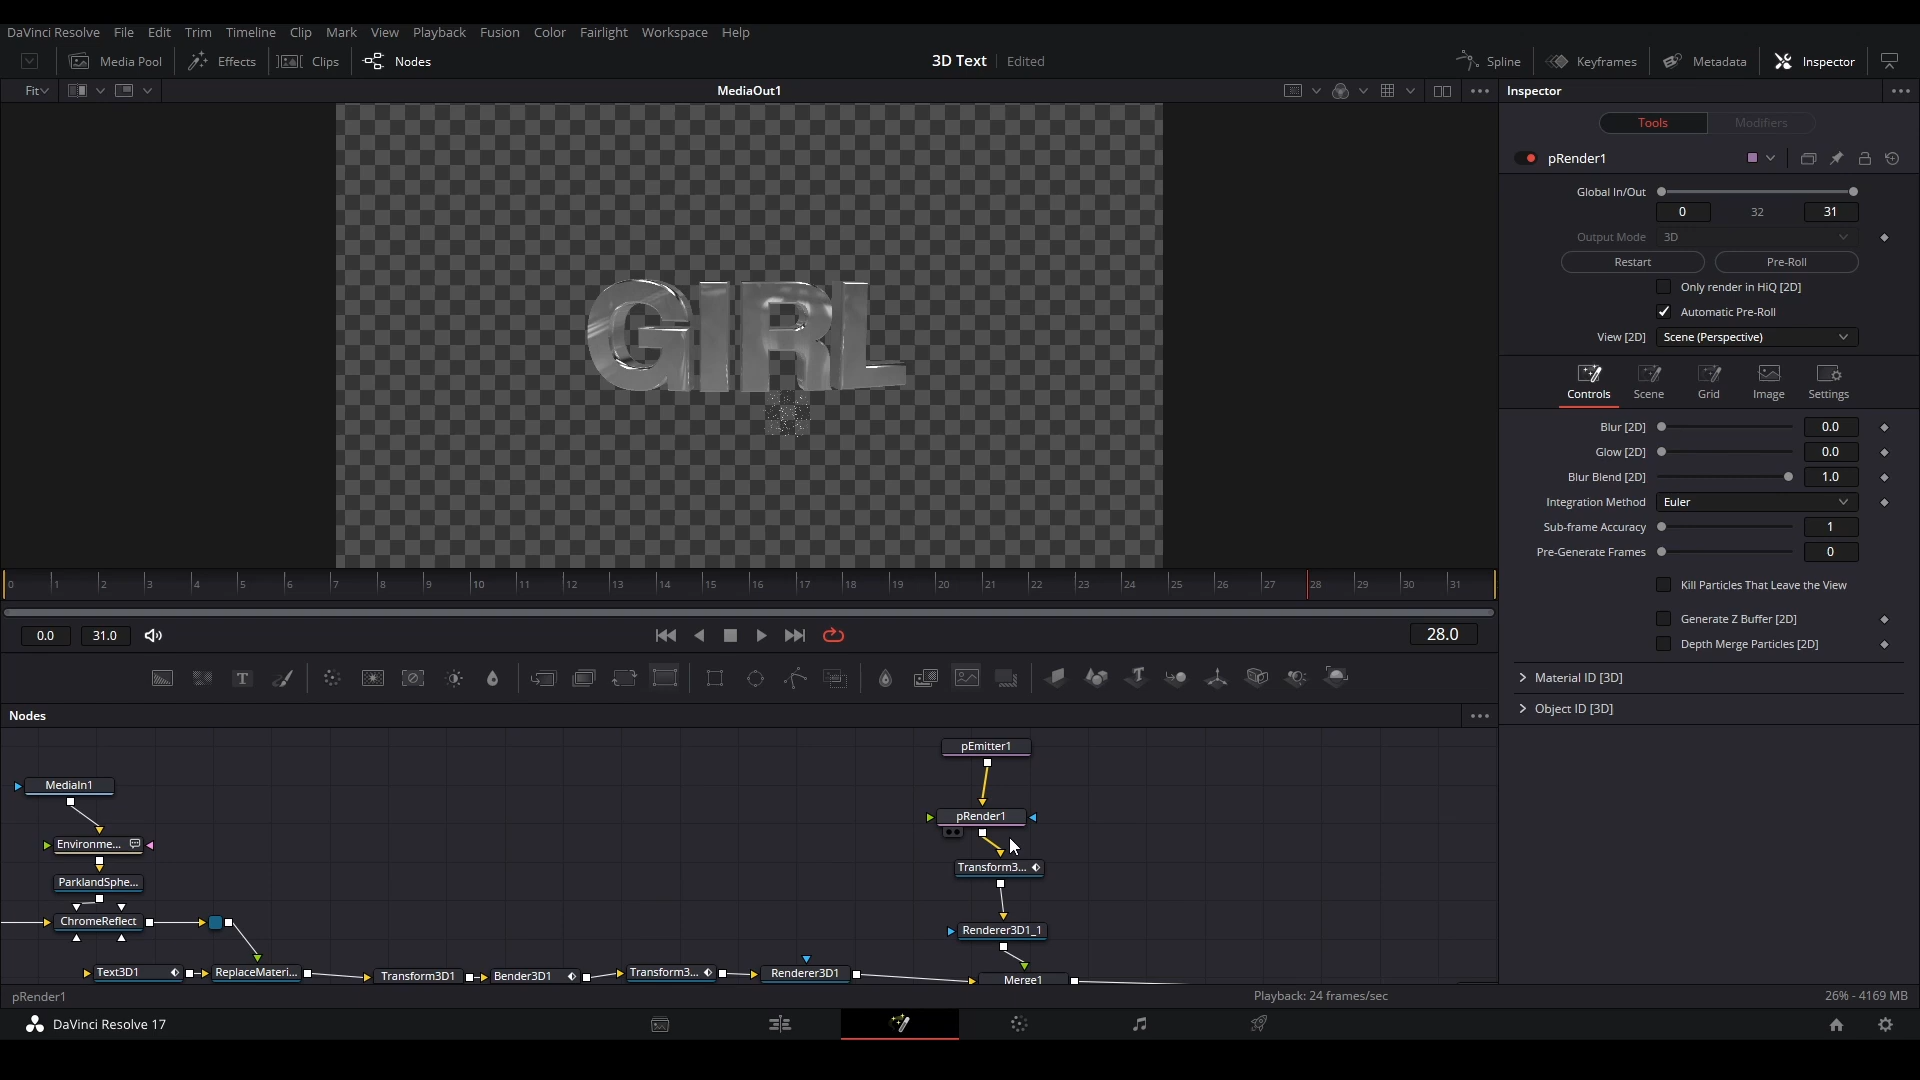 DaVinci Resolve File Edit Trim Timeline Clip Mark View Playback Fusion Color Fairlight Workspace Help
Media Pool Effects Clips Nodes 3D Text Edited Spline Keyframes Metadata Inspector
Fit MediaOut1 Inspector
Tools Modifiers
pRender1
Global In/Out
0 32 31
Output Mode 3D
Restart Pre-Roll
Only render in HiQ [2D]
Automatic Pre-Roll
View [2D] Scene (Perspective)
GIRL
Controls Scene Grid Image Settings
Blur [2D] 0.0
Glow [2D] 0.0
Blur Blend [2D] 1.0
Integration Method Euler
Sub-frame Accuracy 1
Pre-Generate Frames 0
Kill Particles That Leave the View
Generate Z Buffer [2D]
Depth Merge Particles [2D]
Material ID [3D]
Object ID [3D]
0 1 2 3 4 5 6 7 8 9 10 11 12 13 14 15 16 17 18 19 20 21 22 23 24 25 26 27 28 29 30 31
0.0 31.0 28.0
Nodes
pEmitter1
MediaIn1
pRender1
Environme...
Transform3...
ParklandSphe...
ChromeReflect
Renderer3D1_1
Text3D1 ReplaceMateri... Transform3D1 Bender3D1 Transform3... Renderer3D1 Merge1
pRender1 Playback: 24 frames/sec 26% - 4169 MB
DaVinci Resolve 17